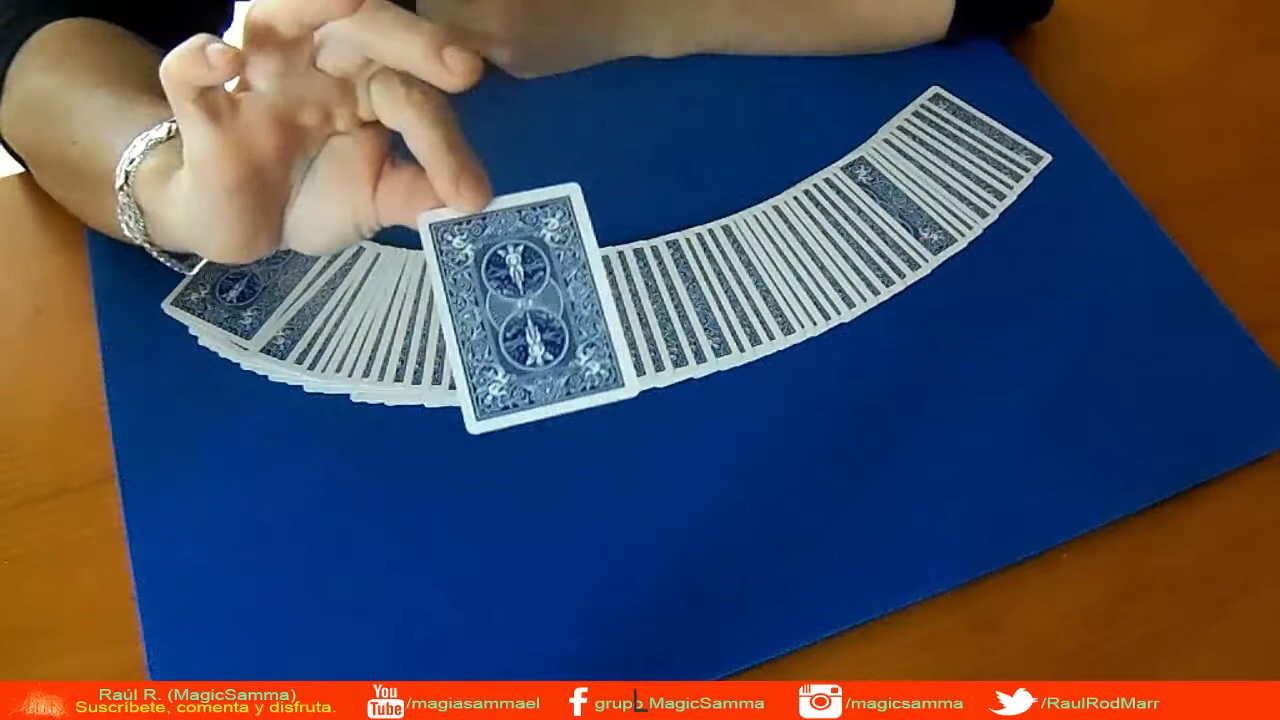 Raúl R. (MagicSamma)
Suscríbete, comenta y disfruta.
You Tube /magiasammael
f grupo MagicSamma
/magicsamma
/RaulRodMarr